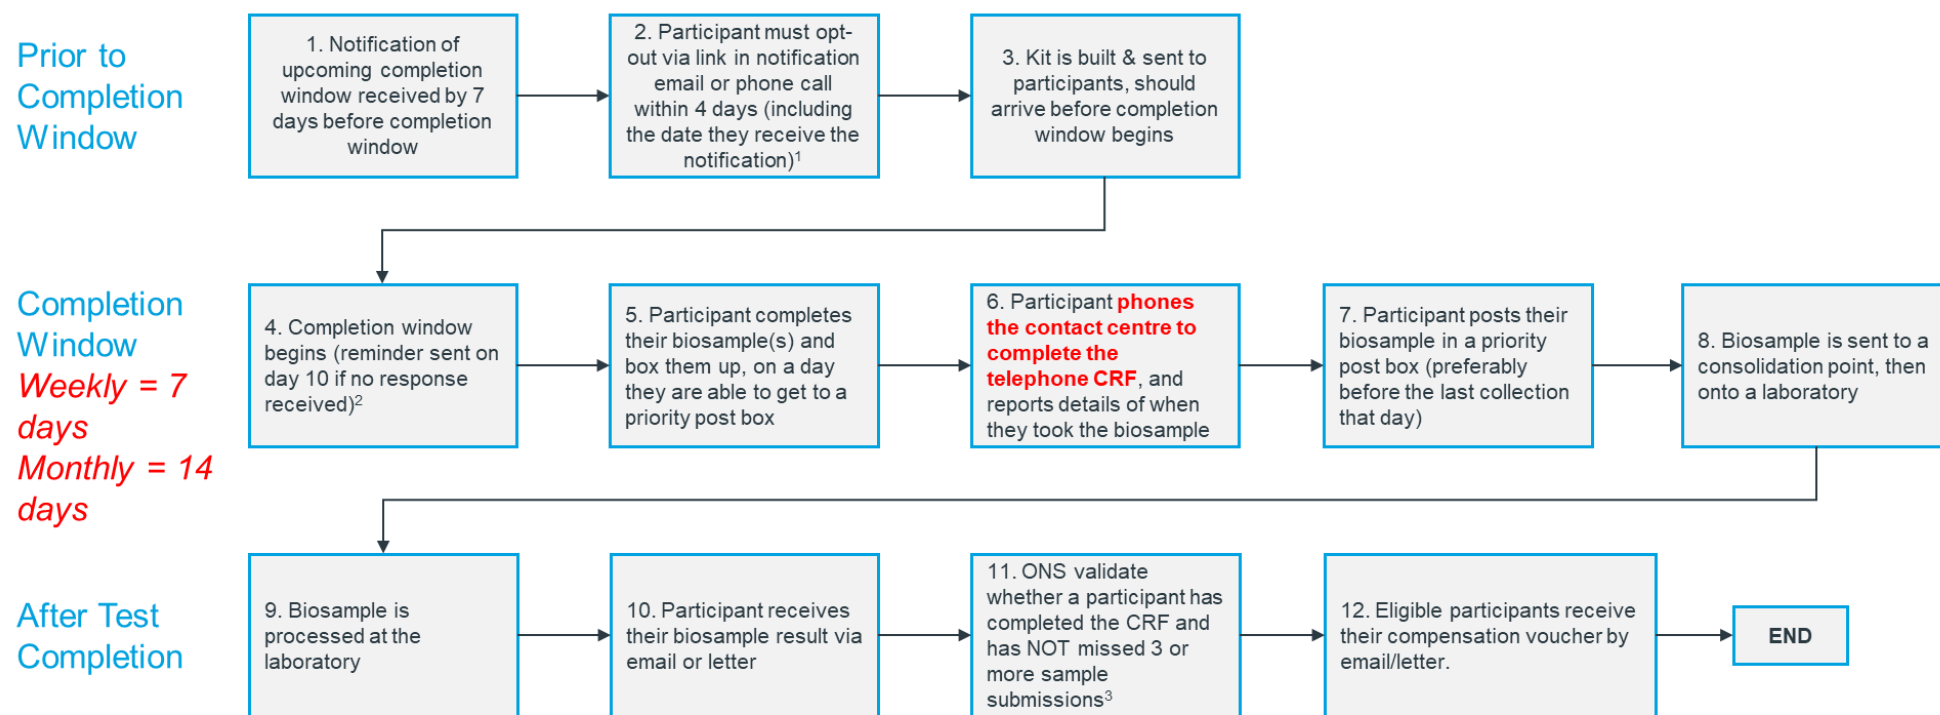 Prior to
Completion
Window
1. Notification of
upcoming completion
window received by 7
days before completion
window
2. Participant must opt-
out via link in notification
email or phone call
within 4 days (including
the date they receive the
notification)1
3. Kit is built & sent to
participants, should
arrive before completion
window begins
Completion
Window
Weekly = 7
days
Monthly = 14
days
4. Completion window
begins (reminder sent on
day 10 if no response
received)2
5. Participant completes
their biosample(s) and
box them up, on a day
they are able to get to a
priority post box
6. Participant phones
the contact centre to
complete the
telephone CRF, and
reports details of when
they took the biosample
7. Participant posts their
biosample in a priority
post box (preferably
before the last collection
that day)
8. Biosample is sent to a
consolidation point, then
onto a laboratory
After Test
Completion
9. Biosample is
processed at the
laboratory
10. Participant receives
their biosample result via
email or letter
11. ONS validate
whether a participant has
completed the CRF and
has NOT missed 3 or
more sample
submissions3
12. Eligible participants receive
their compensation voucher by
email/letter.
END